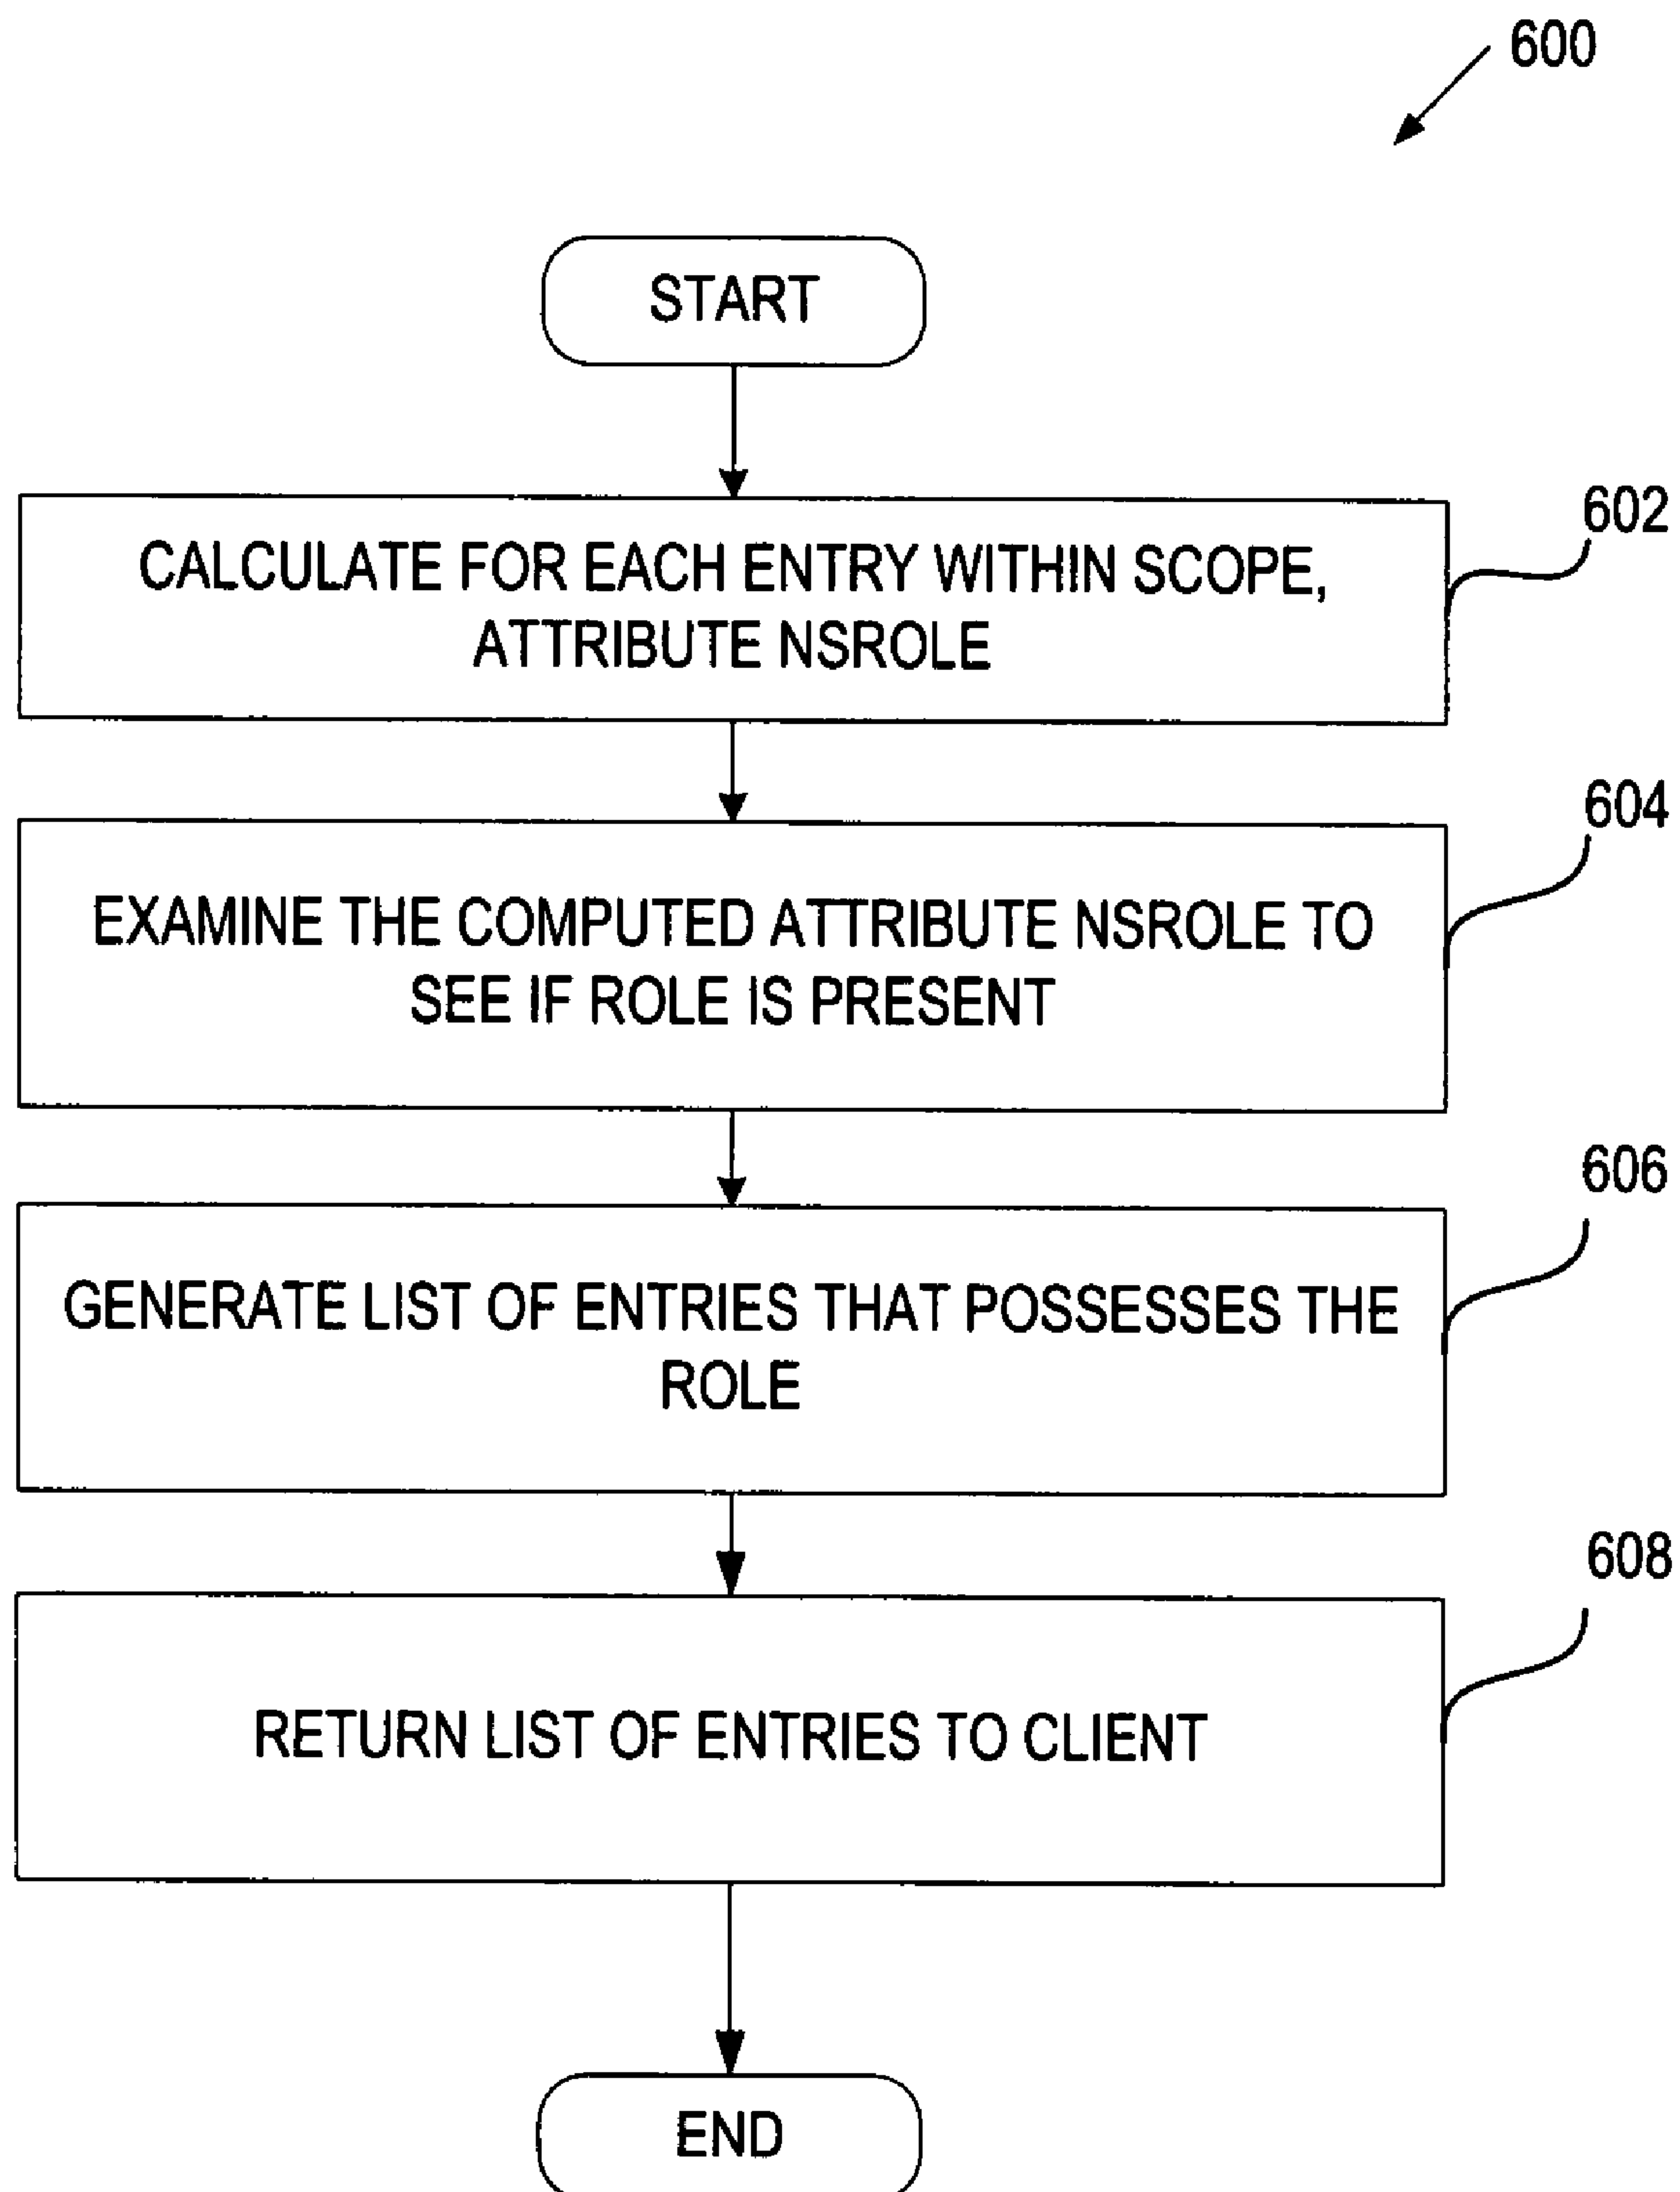 600
START
CALCULATE FOR EACH ENTRY WITHIN SCOPE,
ATTRIBUTE NSROLE
602
EXAMINE THE COMPUTED ATTRIBUTE NSROLE TO
SEE IF ROLE IS PRESENT
604
GENERATE LIST OF ENTRIES THAT POSSESSES THE
ROLE
606
RETURN LIST OF ENTRIES TO CLIENT
608
END